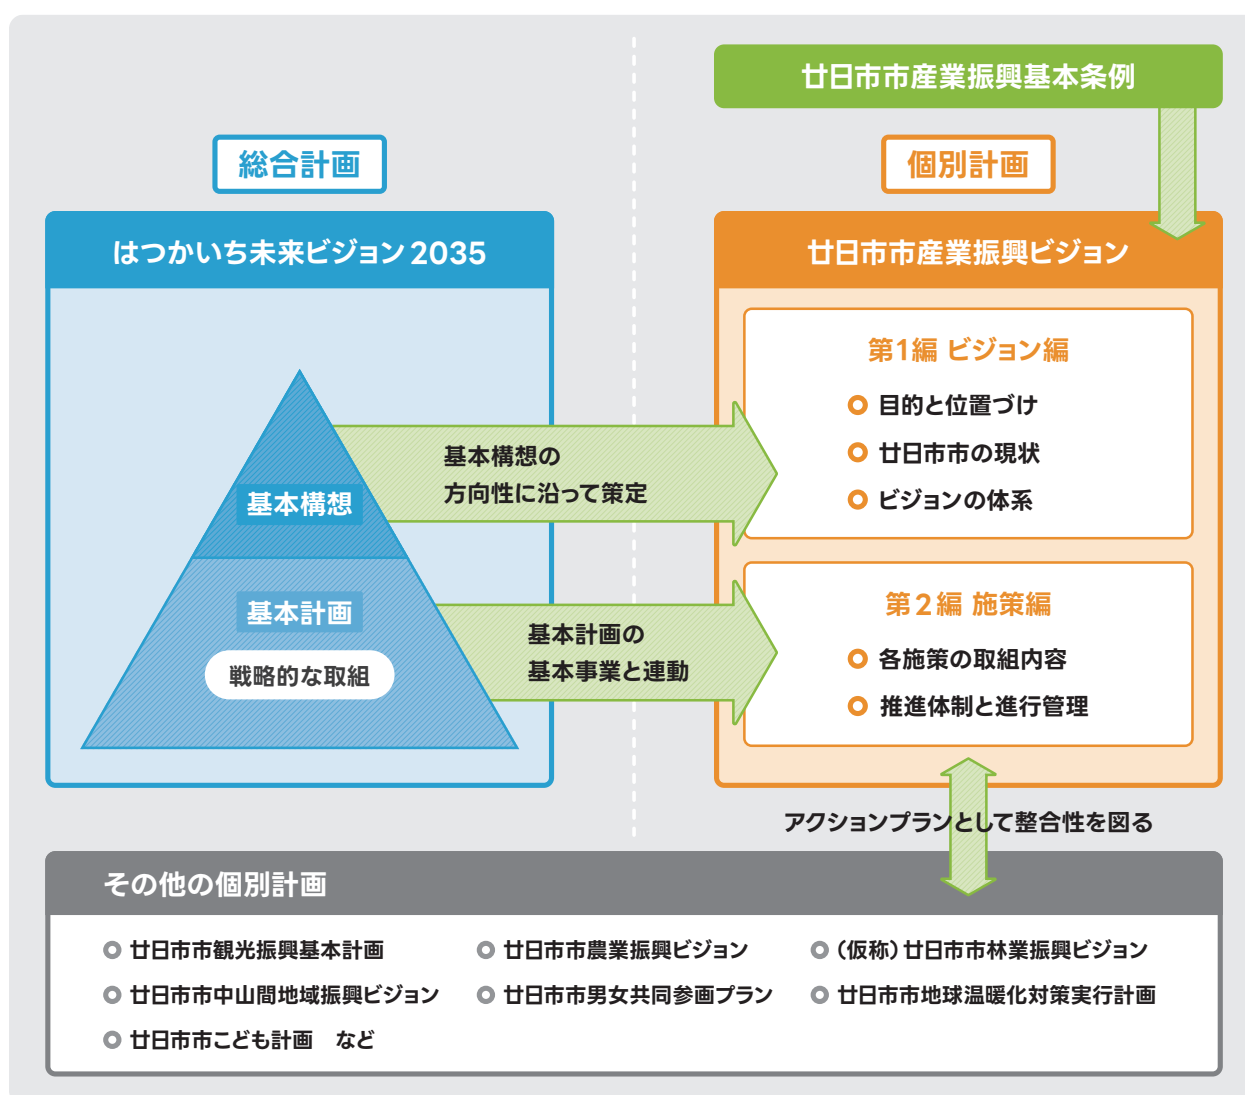 廿日市市産業振興基本条例
総合計画
個別計画
はつかいち未来ビジョン2035
廿日市市産業振興ビジョン
基本構想
基本計画
戦略的な取組
基本構想の
方向性に沿って策定
基本計画の
基本事業と連動
第1編 ビジョン編
目的と位置づけ
廿日市市の現状
ビジョンの体系
第2編 施策編
各施策の取組内容
推進体制と進行管理
アクションプランとして整合性を図る
その他の個別計画
廿日市市観光振興基本計画
廿日市市農業振興ビジョン
(仮称)廿日市市林業振興ビジョン
廿日市市中山間地域振興ビジョン
廿日市市男女共同参画プラン
廿日市市地球温暖化対策実行計画
廿日市市こども計画　など